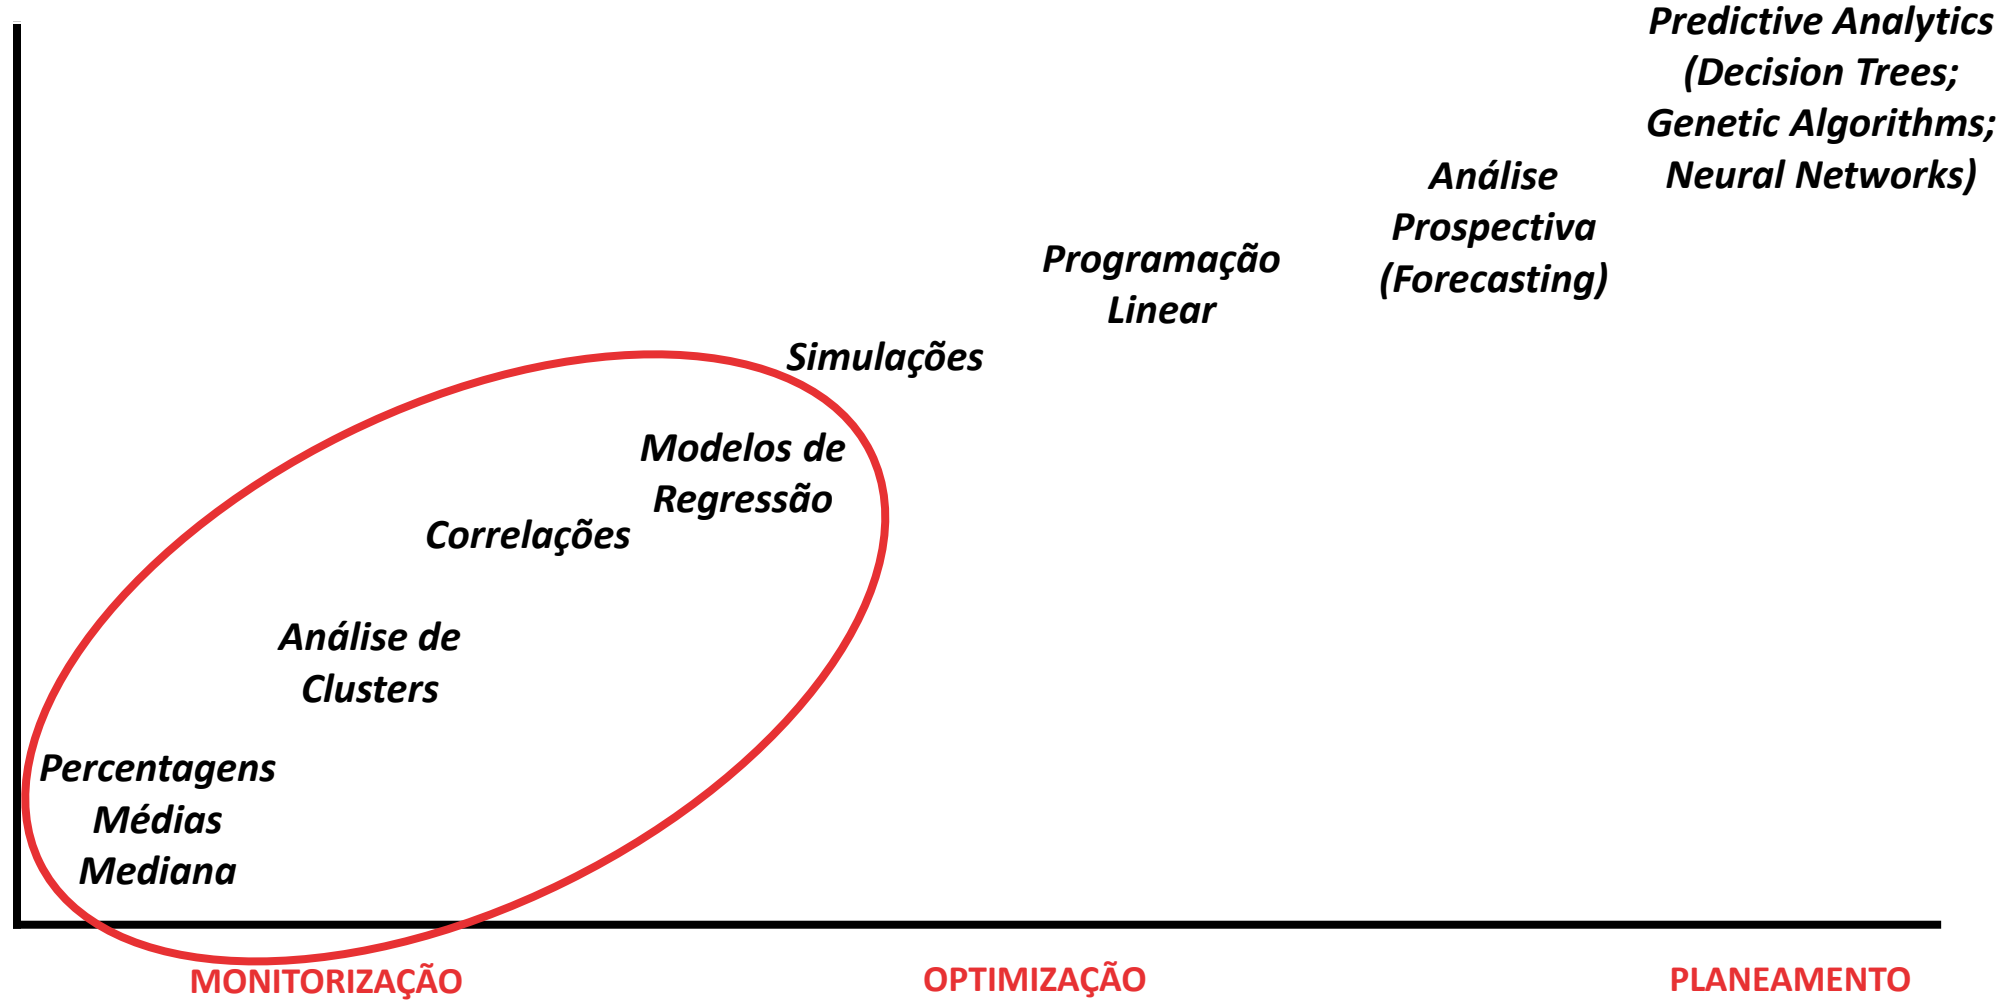 Predictive Analytics
(Decision Trees;
Genetic Algorithms;
Neural Networks)
Análise
Prospectiva
(Forecasting)
Programação
Linear
Simulações
Modelos de
Regressão
Correlações
Análise de
Clusters
Percentagens
Médias
Mediana
MONITORIZAÇÃO
OPTIMIZAÇÃO
PLANEAMENTO